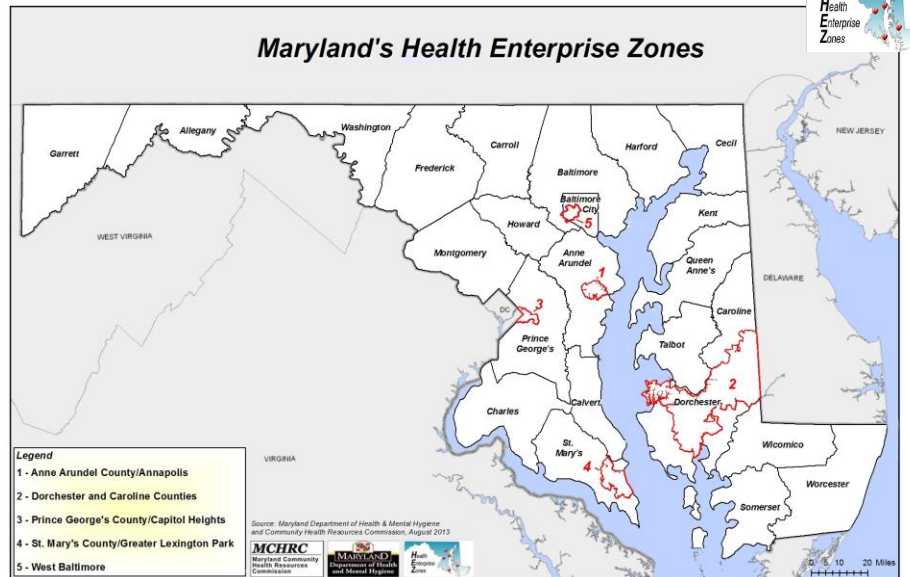 Health
Enterprise
Zones
Maryland's Health Enterprise Zones
Garrett
Allegany
Washington
Frederick
Carroll
Baltimore
Harford
Cecil
NEW JERSEY
Baltimore
City
5
Kent
Howard
Montgomery
Anne
Arundel
1
Queen
Anne's
WEST VIRGINIA
DELAWARE
DC
3
Prince
George's
Caroline
Talbot
2
Dorchester
Calvert
Charles
St.
Mary's
4
Wicomico
Worcester
Somerset
VIRGINIA
Legend
1 - Anne Arundel County/Annapolis
2 - Dorchester and Caroline Counties
3 - Prince George's County/Capitol Heights
4 - St. Mary's County/Greater Lexington Park
5 - West Baltimore
Source: Maryland Department of Health & Mental Hygiene
and Community Health Resources Commission, August 2013
MCHRC
Maryland Community
Health Resources
Commission
MARYLAND
Department of Health
and Mental Hygiene
Health
Enterprise
Zones
0 5 10 20 Miles